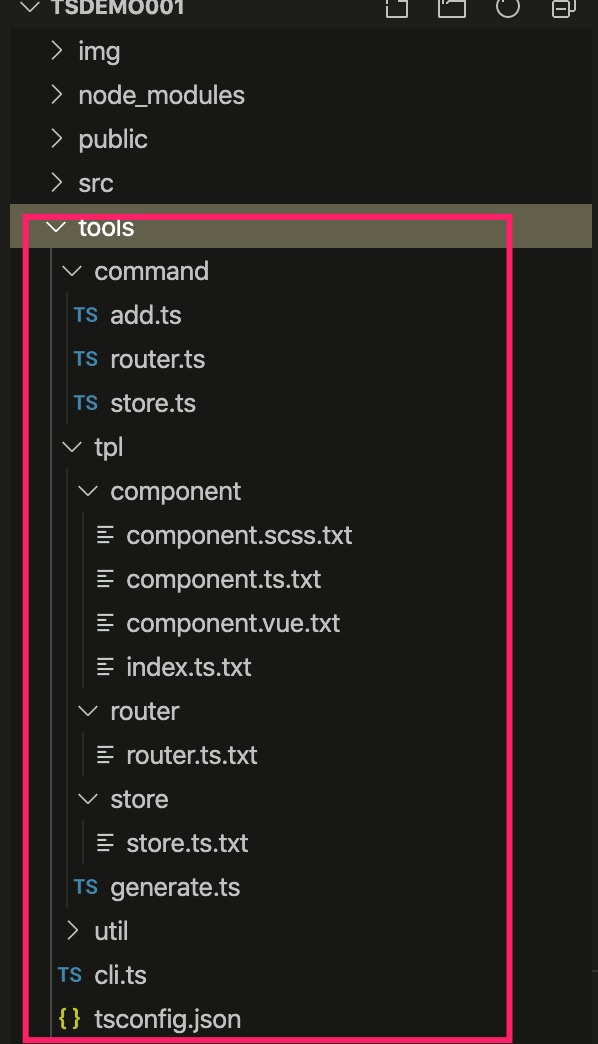 TSDEMO001
img
node_modules
public
src
tools
command
TS add.ts
TS router.ts
TS store.ts
tpl
component
component.scss.txt
component.ts.txt
component.vue.txt
index.ts.txt
router
router.ts.txt
store
store.ts.txt
TS generate.ts
util
TS cli.ts
{} tsconfig.json